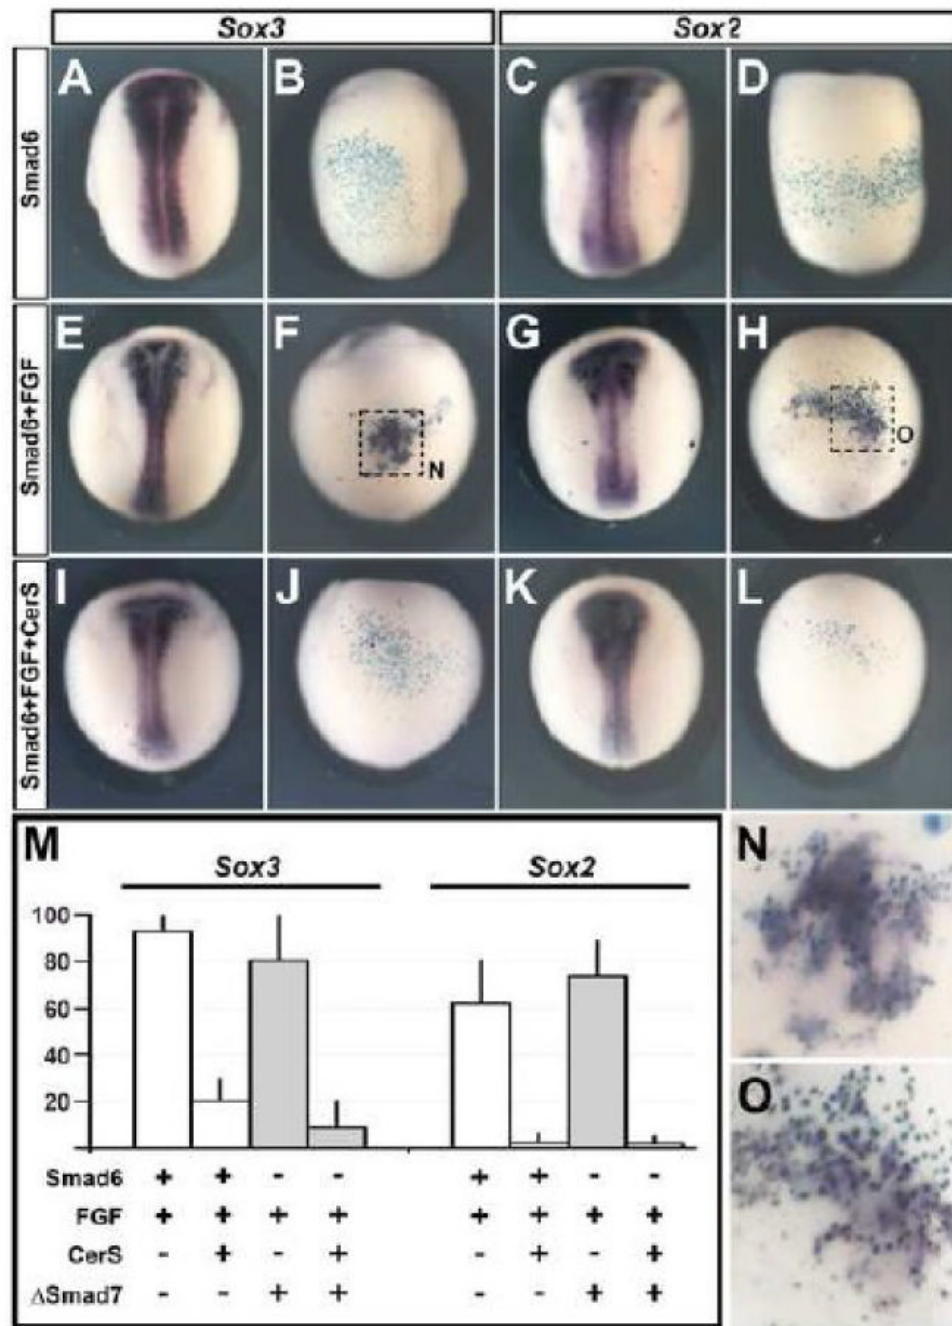 Sox3 Sox2
Smad6
A B C D
Smad6+FGF
E F G H
N O
Smad6+FGF+CerS
I J K L
M N
Sox3 Sox2
100
80
60
40
20
O
Smad6 + + - - + + - -
FGF + + + + + + + +
CerS - + - + - + - +
ΔSmad7 - - + + - - + +